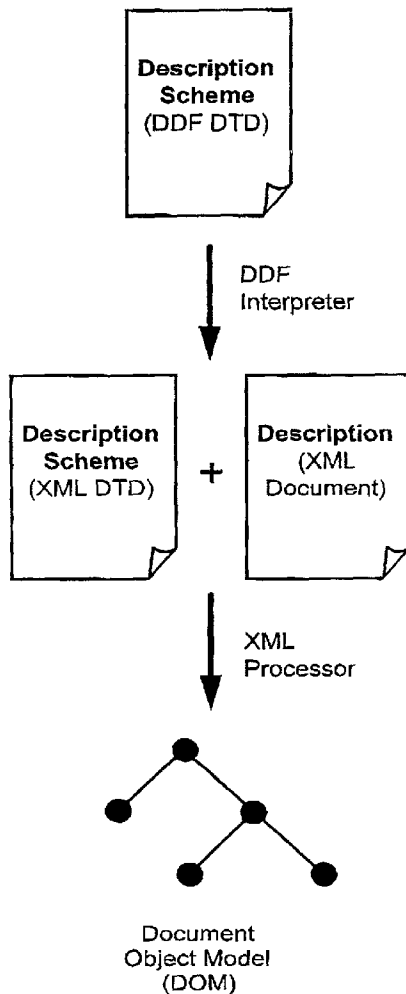 Description
Scheme
(DDF DTD)
DDF
Interpreter
Description
Scheme
(XML DTD)
+
Description
(XML
Document)
XML
Processor
Document
Object Model
(DOM)